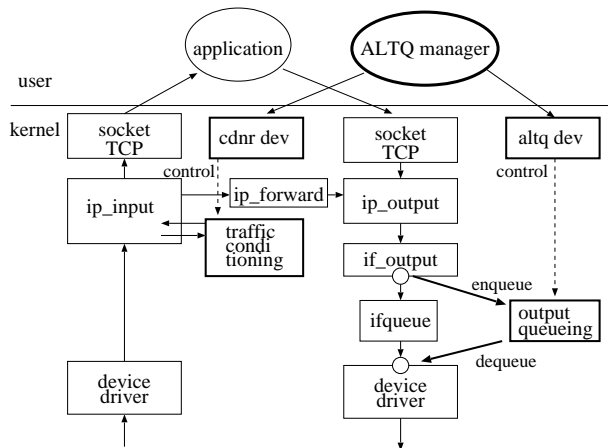 application
ALTQ manager
user
kernel
socket
TCP
cdnr dev
socket
TCP
altq dev
control
control
ip_input
ip_forward
ip_output
traffic
condi
tioning
if_output
enqueue
ifqueue
output
queueing
dequeue
device
driver
device
driver